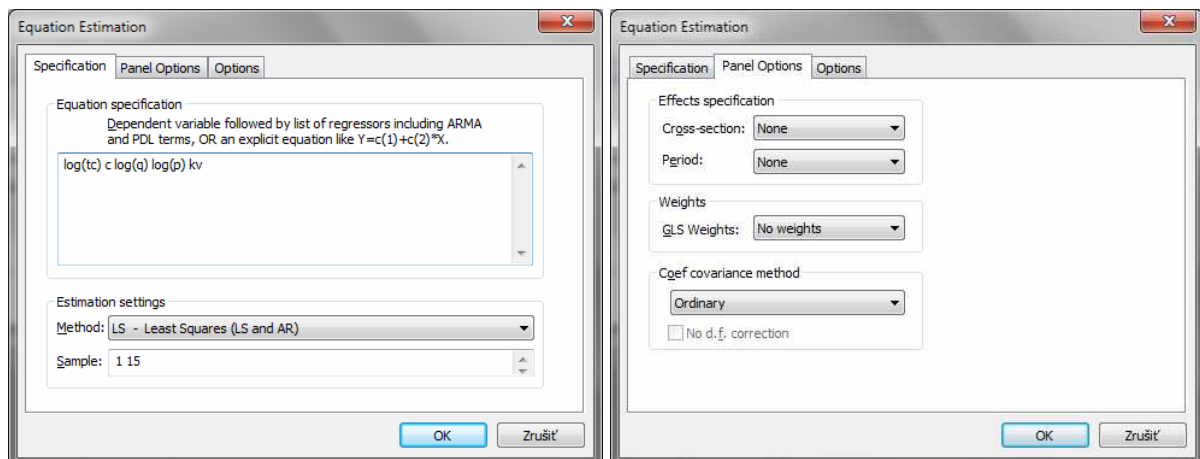 Equation Estimation
Specification Panel Options Options
Equation specification
Dependent variable followed by list of regressors including ARMA
and PDL terms, OR an explicit equation like Y=c(1)+c(2)*X.
log(tc) c log(q) log(p) kv
Estimation settings
Method: LS - Least Squares (LS and AR)
Sample: 1 15
OK Zrušiť
Equation Estimation
Specification Panel Options Options
Effects specification
Cross-section: None
Period: None
Weights
GLS Weights: No weights
Coef covariance method
Ordinary
No d.f. correction
OK Zrušiť